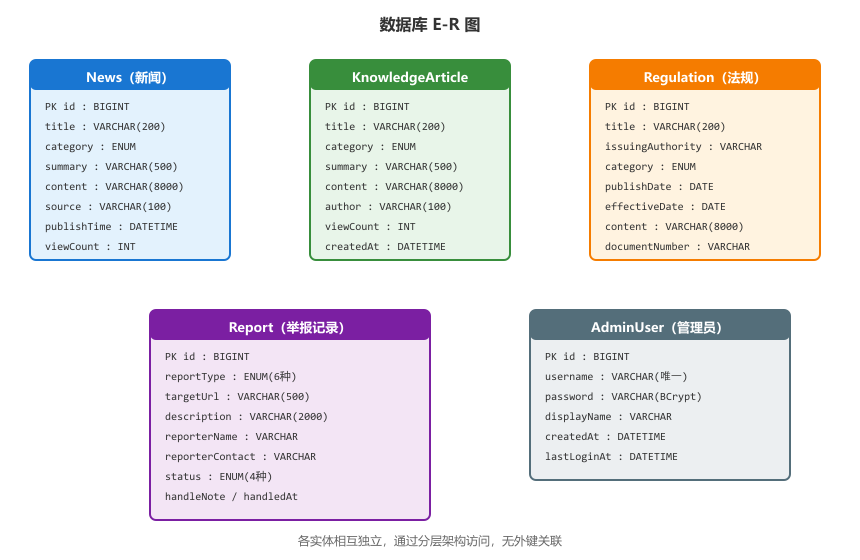 数据库 E-R 图
News（新闻）
PK id : BIGINT
title : VARCHAR(200)
category : ENUM
summary : VARCHAR(500)
content : VARCHAR(8000)
source : VARCHAR(100)
publishTime : DATETIME
viewCount : INT
KnowledgeArticle
PK id : BIGINT
title : VARCHAR(200)
category : ENUM
summary : VARCHAR(500)
content : VARCHAR(8000)
author : VARCHAR(100)
viewCount : INT
createdAt : DATETIME
Regulation（法规）
PK id : BIGINT
title : VARCHAR(200)
issuingAuthority : VARCHAR
category : ENUM
publishDate : DATE
effectiveDate : DATE
content : VARCHAR(8000)
documentNumber : VARCHAR
Report（举报记录）
PK id : BIGINT
reportType : ENUM(6种)
targetUrl : VARCHAR(500)
description : VARCHAR(2000)
reporterName : VARCHAR
reporterContact : VARCHAR
status : ENUM(4种)
handleNote / handledAt
AdminUser（管理员）
PK id : BIGINT
username : VARCHAR(唯一)
password : VARCHAR(BCrypt)
displayName : VARCHAR
createdAt : DATETIME
lastLoginAt : DATETIME
各实体相互独立，通过分层架构访问，无外键关联